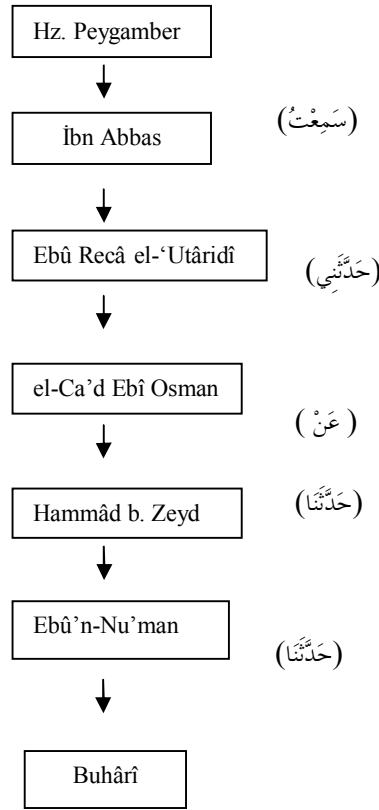 Hz. Peygamber
(سَمِعْتُ)
İbn Abbas
Ebû Recâ el-‘Utâridî
(حَدَّثَنِي)
el-Ca’d Ebî Osman
(عَنْ )
Hammâd b. Zeyd
(حَدَّثَنَا)
Ebû’n-Nu’man
(حَدَّثَنَا)
Buhârî